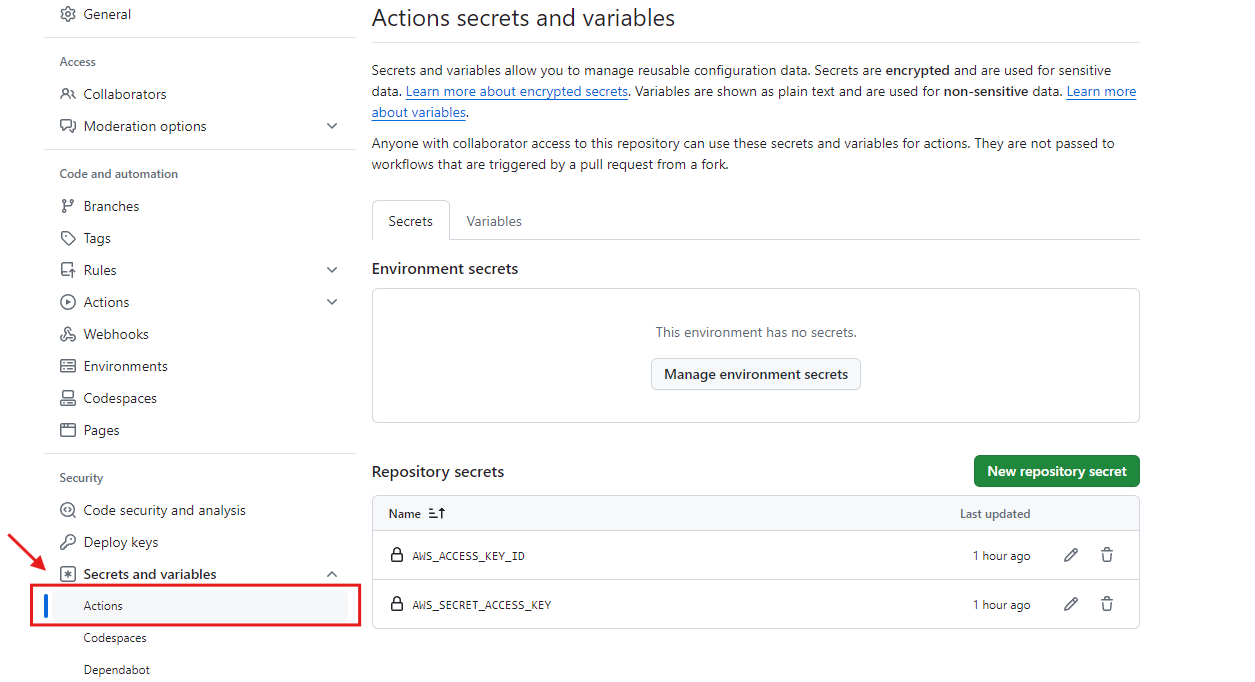 General
Access
Collaborators
Moderation options
Code and automation
Branches
Tags
Rules
Actions
Webhooks
Environments
Codespaces
Pages
Security
Code security and analysis
Deploy keys
Secrets and variables
Actions
Codespaces
Dependabot
Actions secrets and variables
Secrets and variables allow you to manage reusable configuration data. Secrets are encrypted and are used for sensitive
data. Learn more about encrypted secrets. Variables are shown as plain text and are used for non-sensitive data. Learn more
about variables.
Anyone with collaborator access to this repository can use these secrets and variables for actions. They are not passed to
workflows that are triggered by a pull request from a fork.
Secrets Variables
Environment secrets
This environment has no secrets.
Manage environment secrets
Repository secrets New repository secret
Name Last updated
AWS_ACCESS_KEY_ID 1 hour ago
AWS_SECRET_ACCESS_KEY 1 hour ago